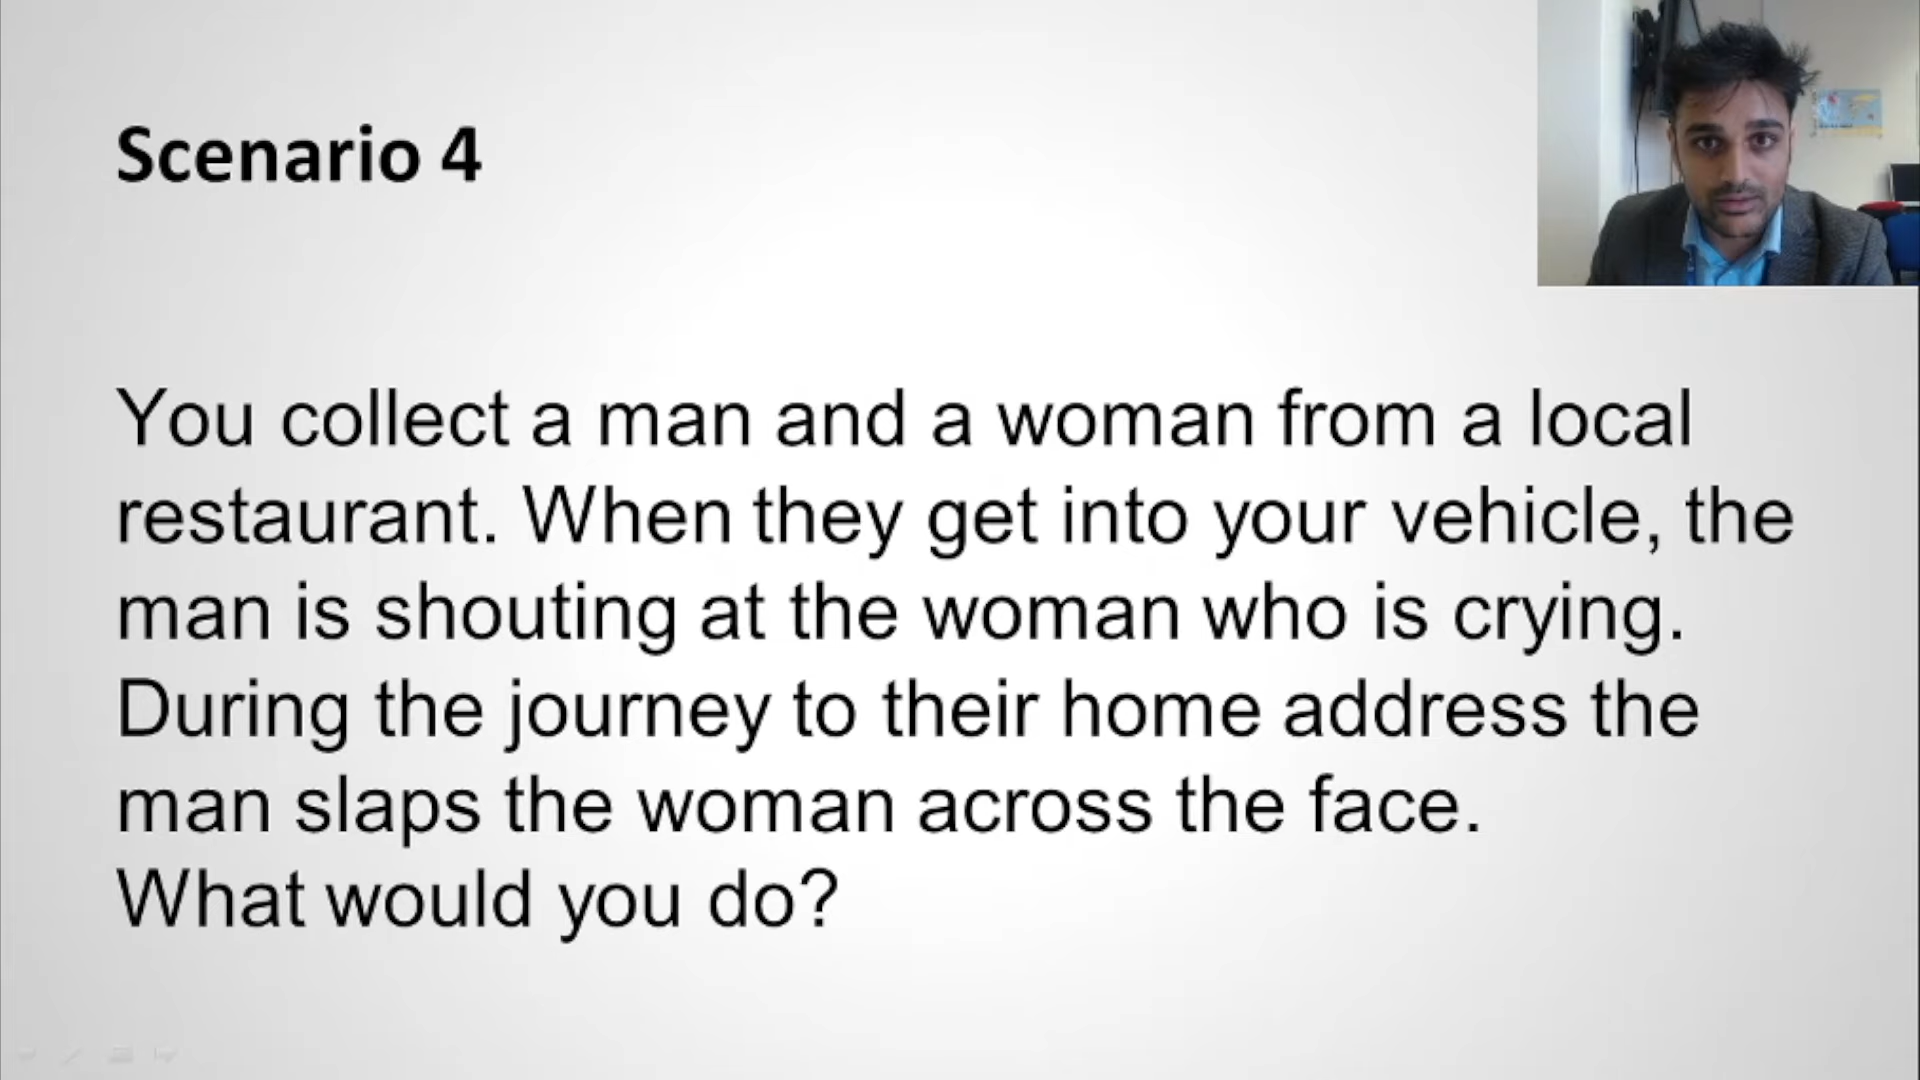 Scenario 4
You collect a man and a woman from a local
restaurant. When they get into your vehicle, the
man is shouting at the woman who is crying.
During the journey to their home address the
man slaps the woman across the face.
What would you do?